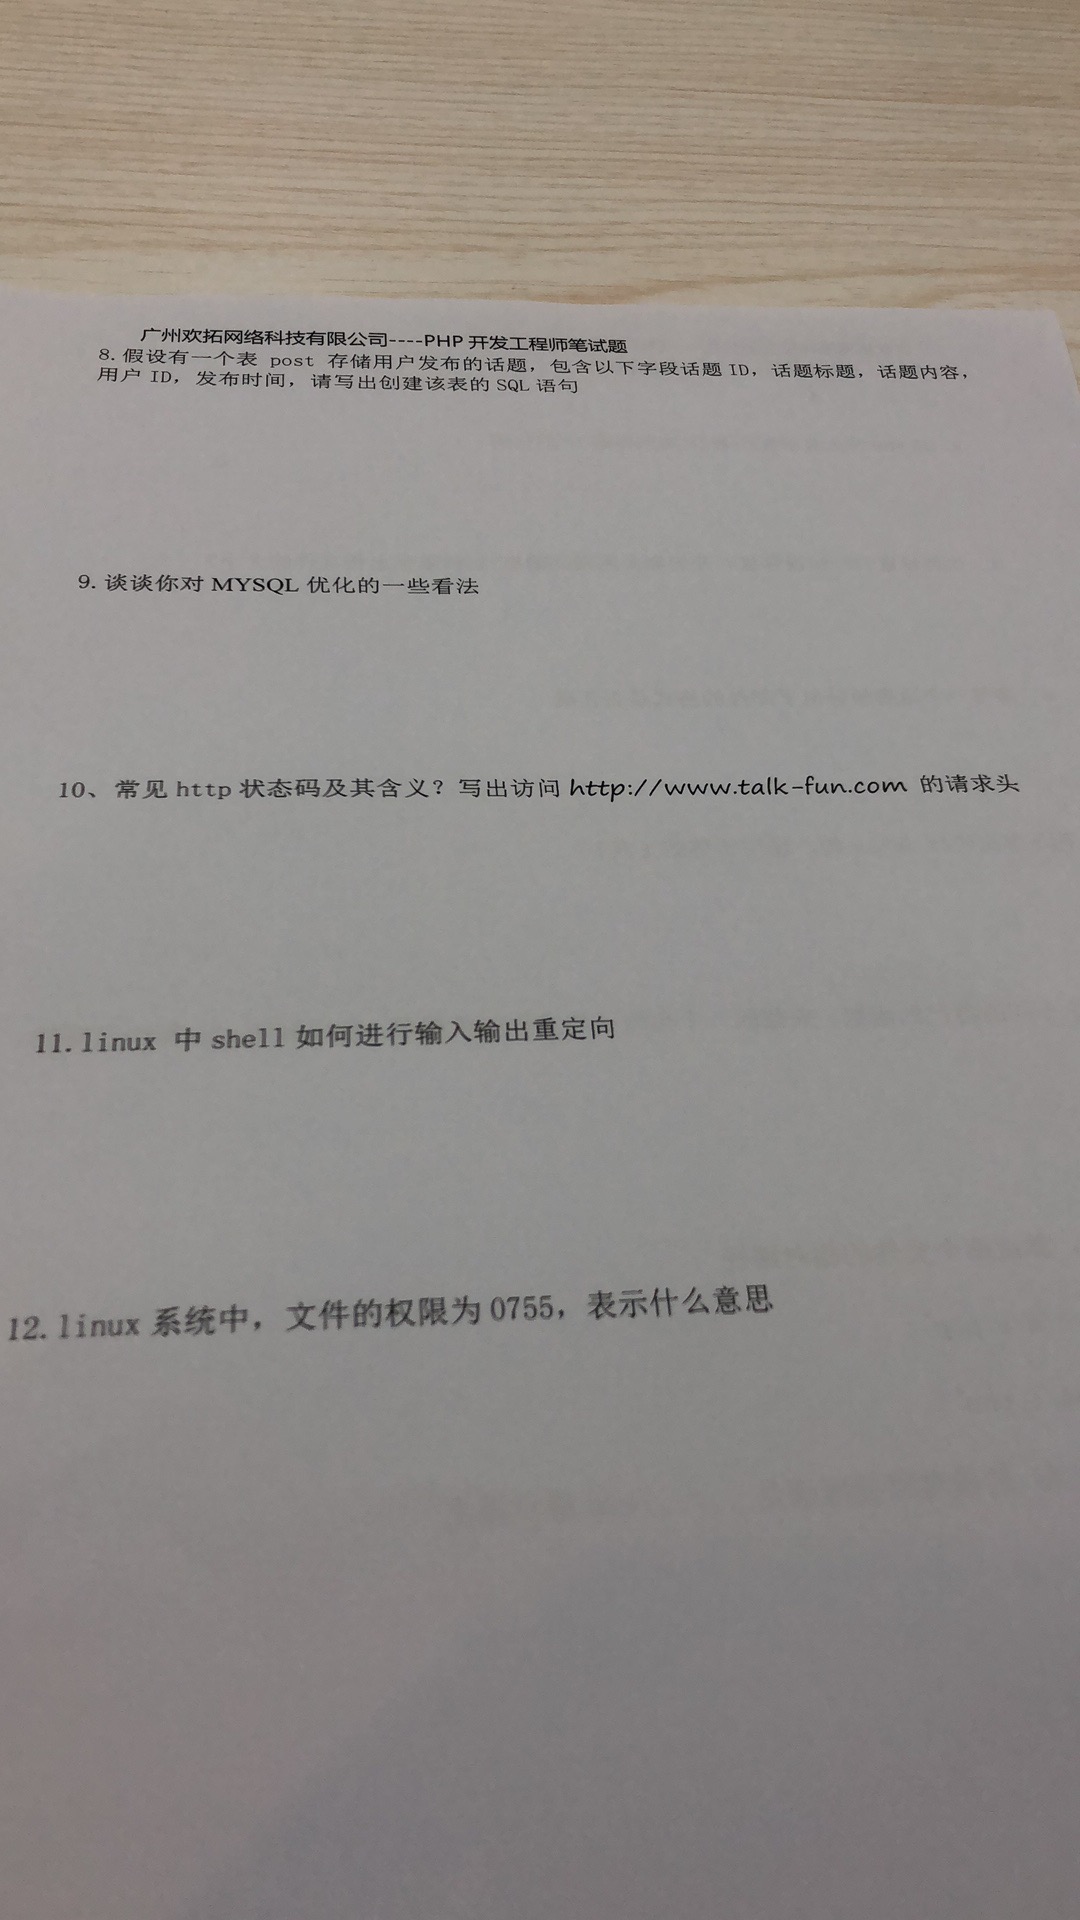 广州欢拓网络科技有限公司----PHP 开发工程师笔试题
8. 假设有一个表 post 存储用户发布的话题，包含以下字段话题 ID，话题标题，话题内容，
用户 ID，发布时间，请写出创建该表的 SQL 语句
9. 谈谈你对 MYSQL 优化的一些看法
10、常见 http 状态码及其含义？写出访问 http://www.talk-fun.com 的请求头
11. linux 中 shell 如何进行输入输出重定向
12. linux 系统中，文件的权限为 0755，表示什么意思